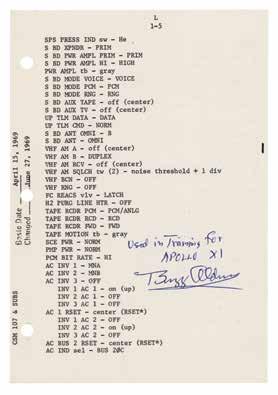 L
1-5
SPS PRESS IND sw - He
S BD XPNDR - PRIM
S BD PWR AMPL PRIM - PRIM
S BD PWR AMPL HI - HIGH
PWR AMPL tb - gray
S BD MODE VOICE - VOICE
S BD MODE PCM - PCM
S BD MODE RNG - RNG
S BD AUX TAPE - off (center)
S BD AUX TV - off (center)
UP TLM DATA - DATA
UP TLM CMD - NORM
S BD ANT OMNI - B
S BD ANT - OMNI
VHF AM A - off (center)
VHF AM B - DUPLEX
VHF AM RCV - off (center)
VHF AM SQLCH tw (2) - noise threshold + 1 div
VHF BCN - OFF
VHF RNG - OFF
FC REACS vlv - LATCH
H2 PURG LINE HTR - OFF
TAPE RCDR PCM - PCM/ANLG
TAPE RCDR RCD - RCD
TAPE RCDR FWD - FWD
TAPE MOTION tb - gray
SCE PWR - NORM
PMP PWR - NORM
PCM BIT RATE - HI
AC INV 1 - MNA
AC INV 2 - MNB
AC INV 3 - OFF
INV 1 AC 1 - on (up)
INV 2 AC 1 - OFF
INV 3 AC 1 - OFF
AC 1 RSET - center (RSET*)
INV 1 AC 2 - OFF
INV 2 AC 2 - on (up)
INV 3 AC 2 - OFF
AC BUS 2 RSET - center (RSET*)
AC IND sel - BUS 2ØC
Used in Training for
APOLLO XI
Buzz Aldrin
Basic Date April 15, 1969
Changed June 27, 1969
CSM 107 & SUBS